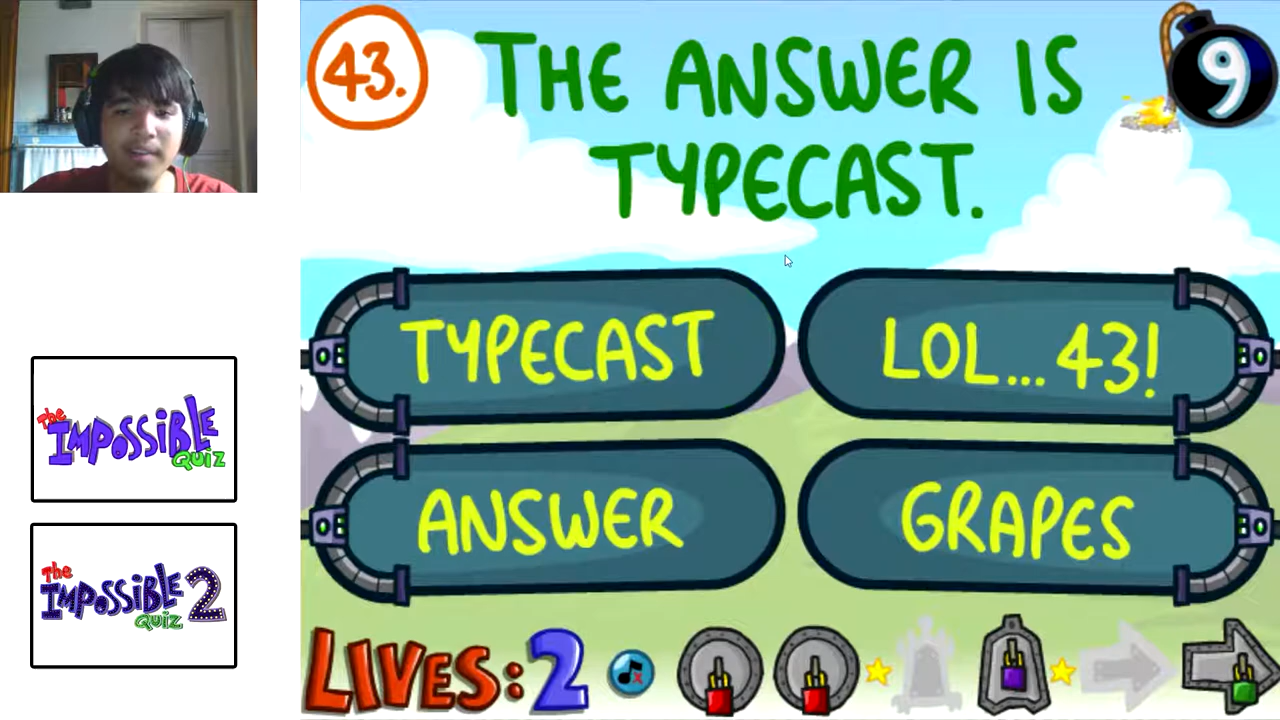 43.
THE ANSWER IS
TYPECAST.
9
TYPECAST
LOL... 43!
ANSWER
GRAPES
The
IMPOSSIBLE
QUIZ
The
IMPOSSIBLE 2
QUIZ
LIVES: 2